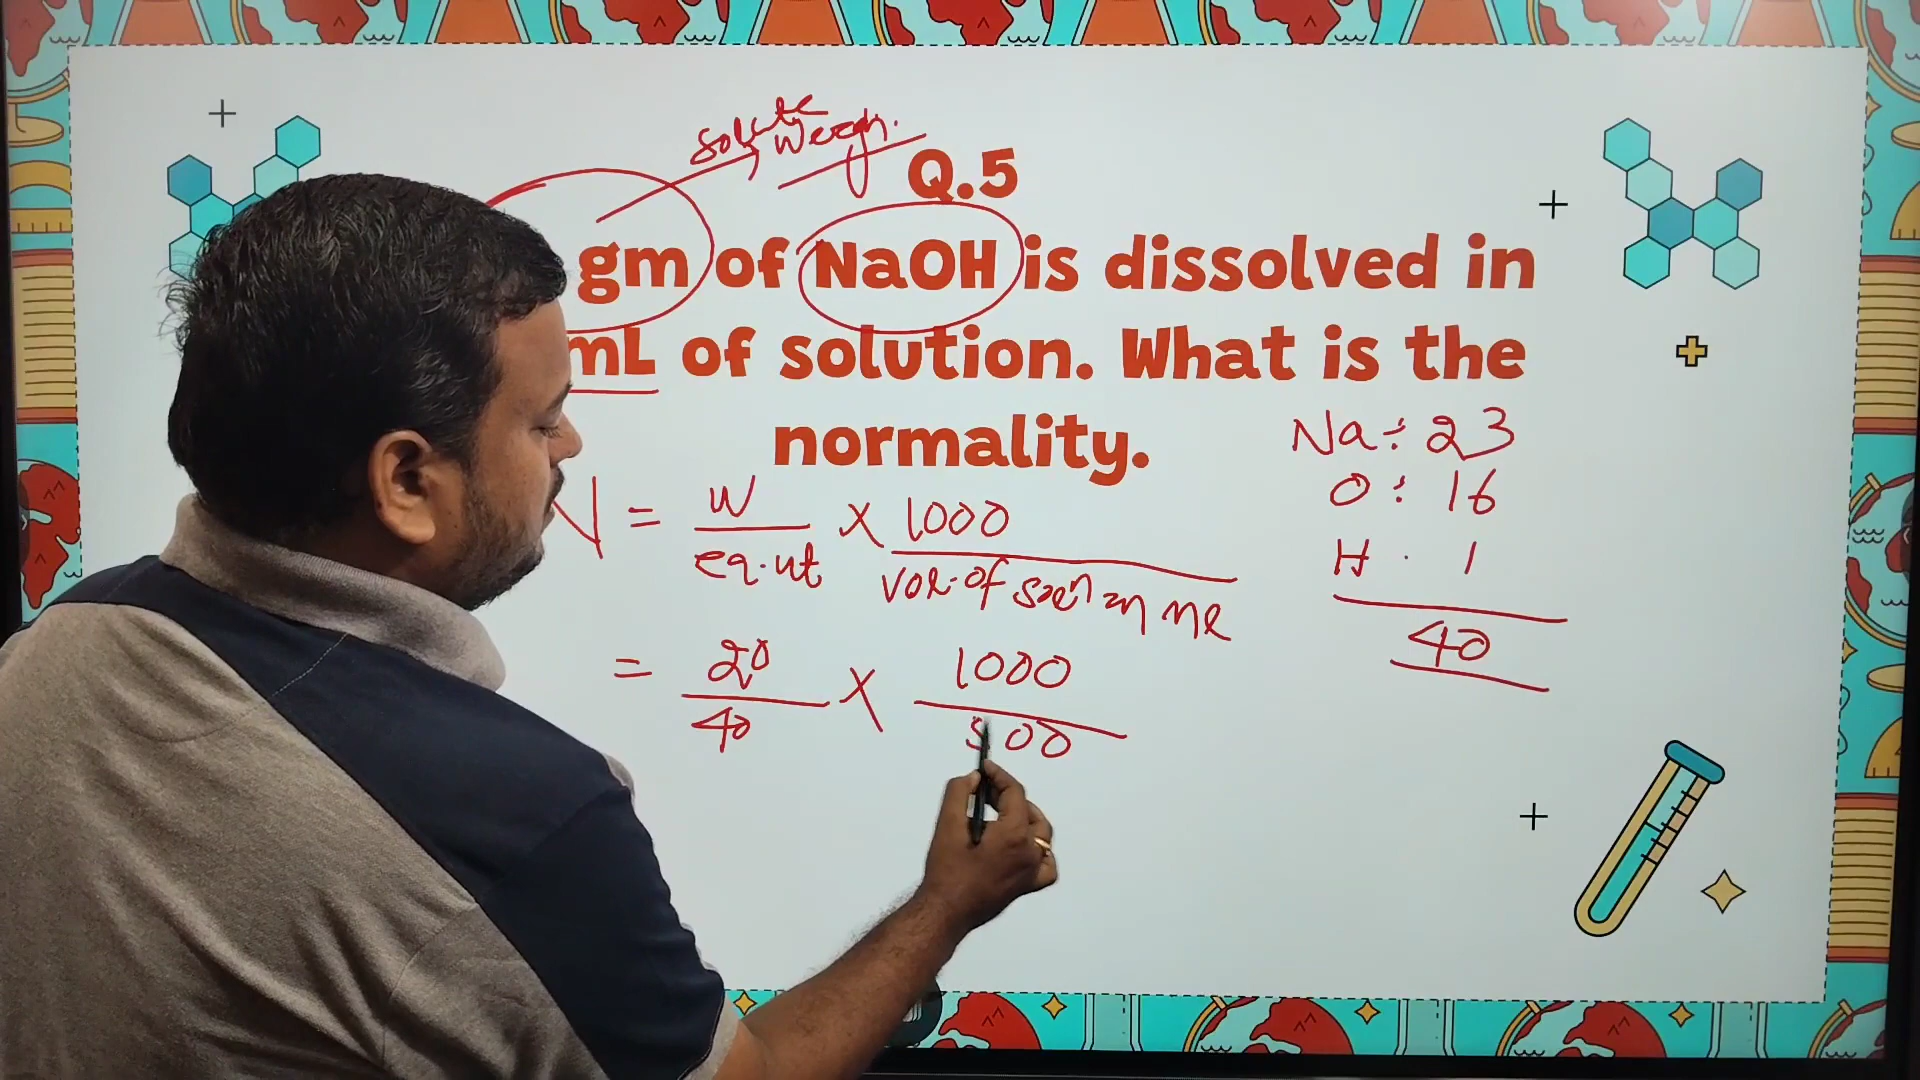 solute weigh.
Q.5
gm of NaOH is dissolved in
mL of solution. What is the
normality.
Na ÷ 23
O : 16
H . 1
40
N = w / eq.wt × 1000 / vol. of soln in ml
= 20 / 40 × 1000 / 500